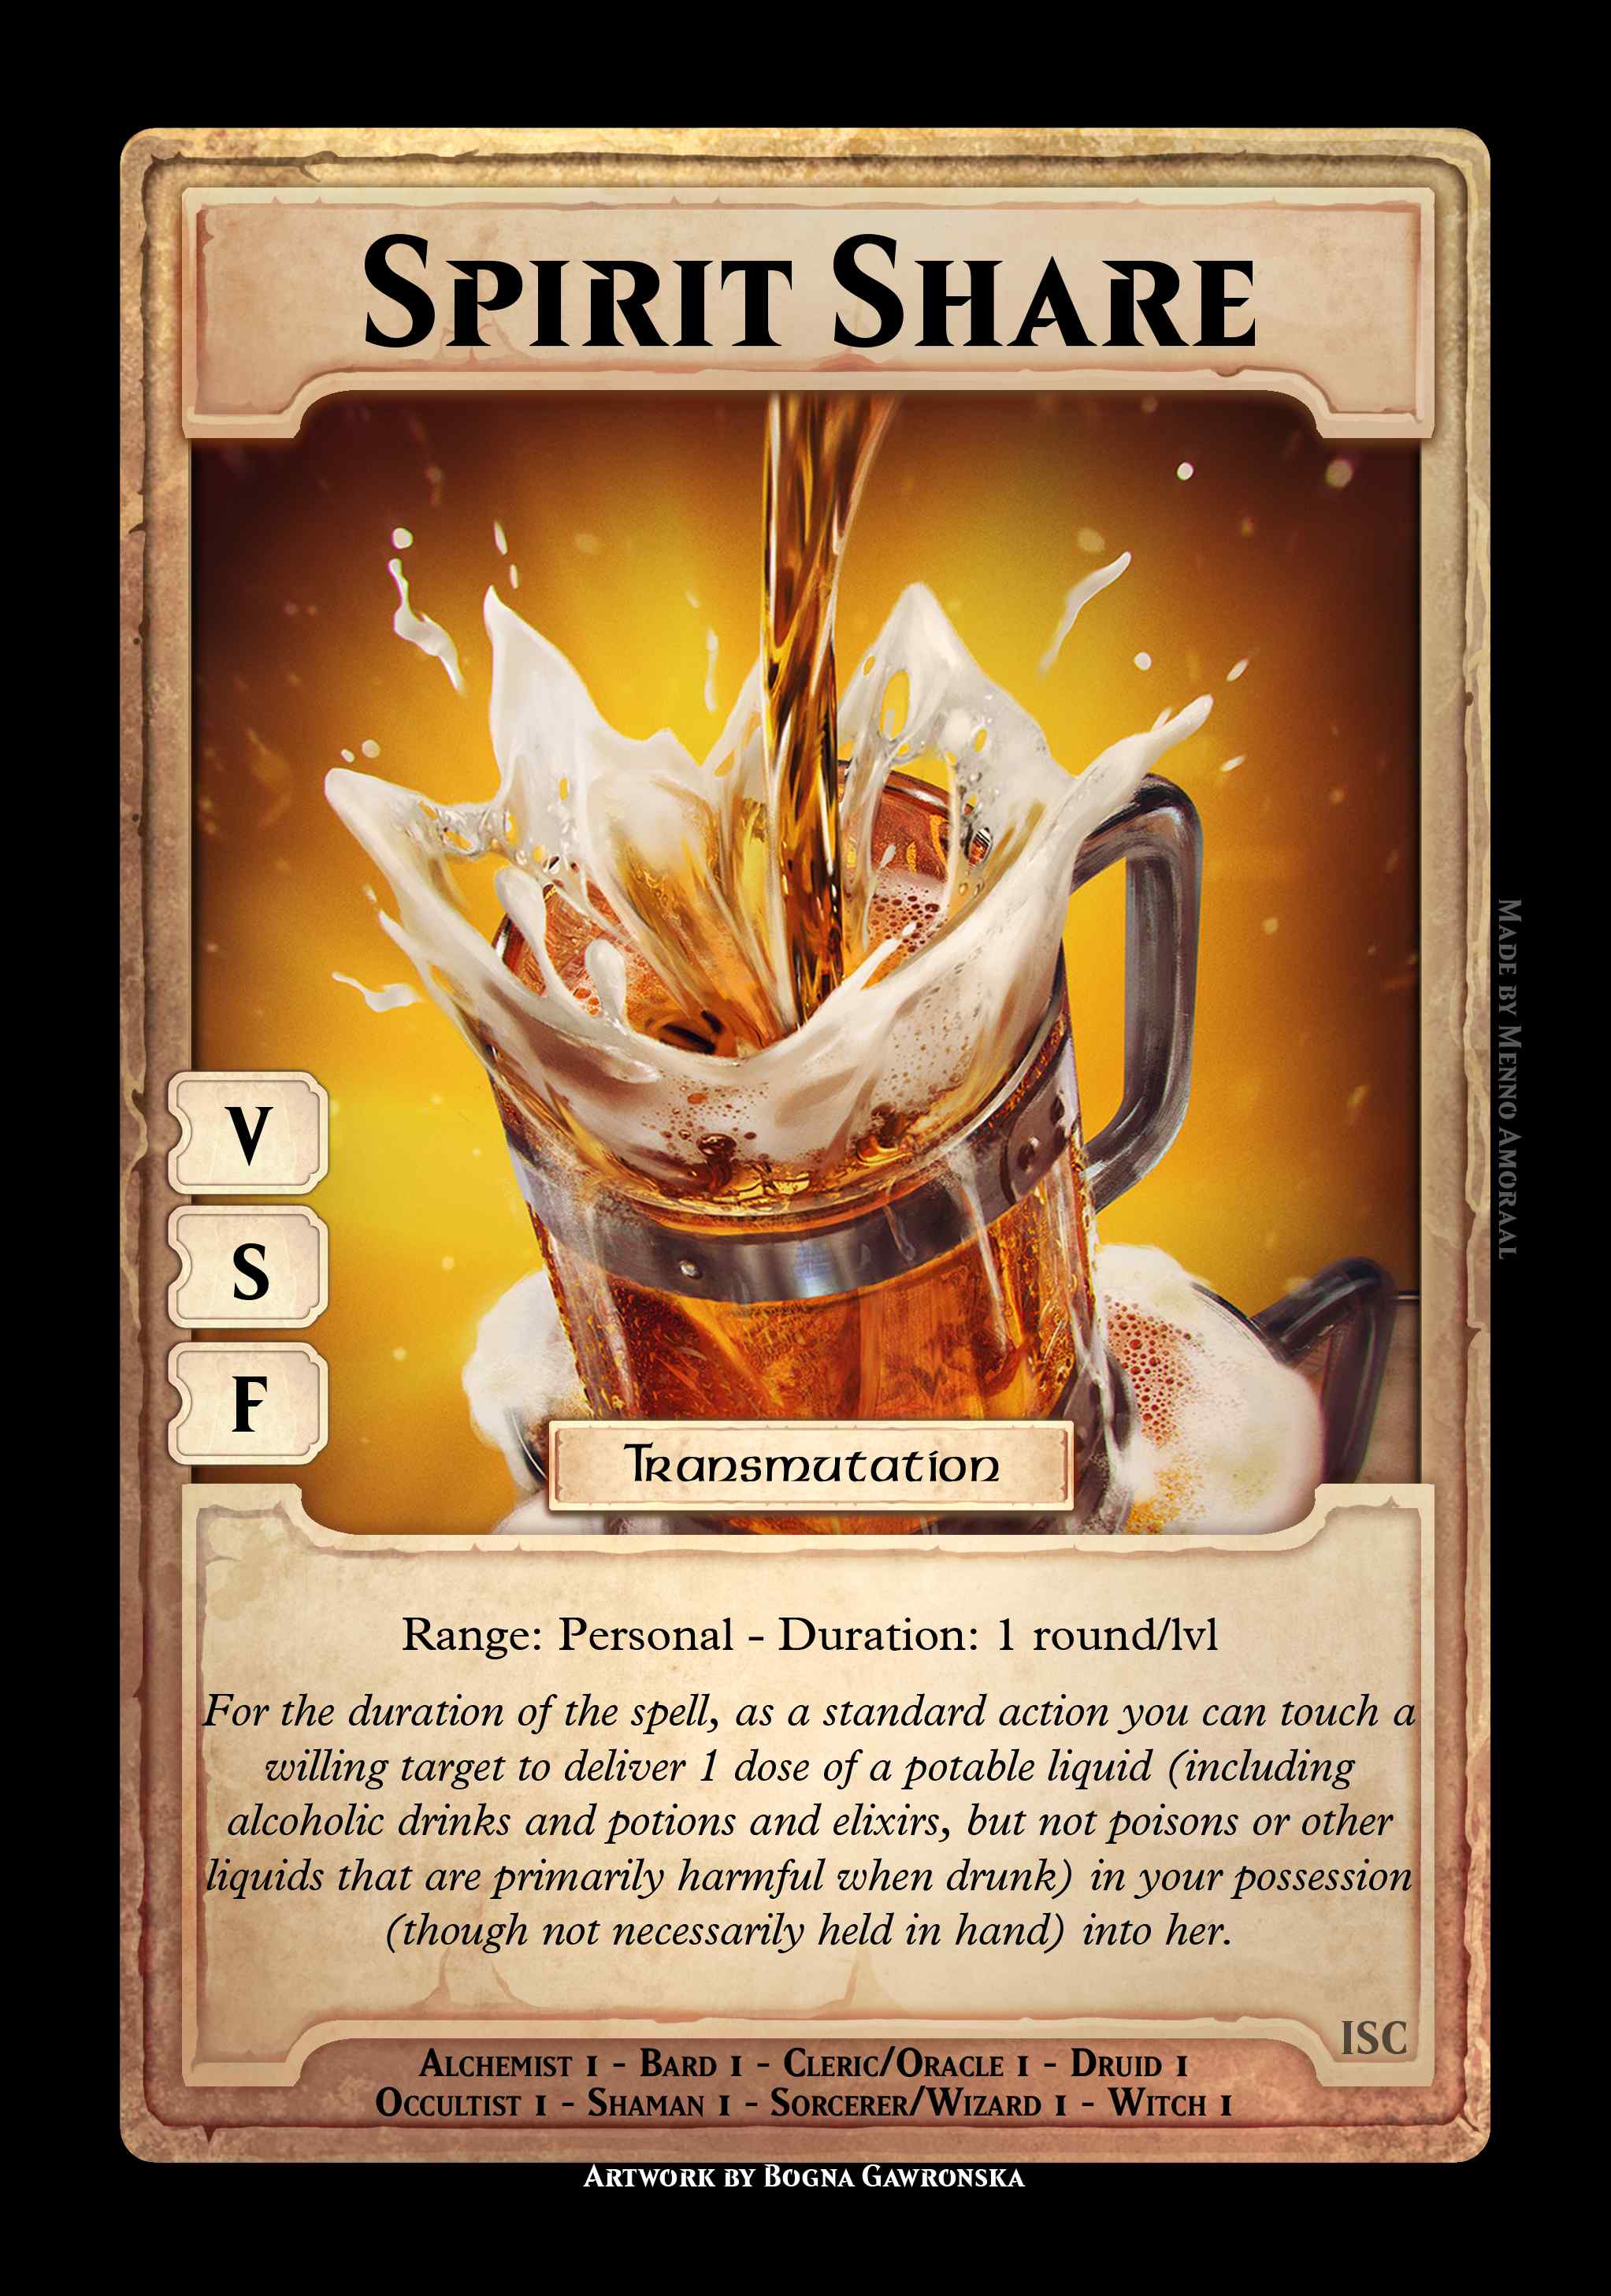 Spirit Share
V
S
F
Transmutation
Range: Personal - Duration: 1 round/lvl
For the duration of the spell, as a standard action you can touch a
willing target to deliver 1 dose of a potable liquid (including
alcoholic drinks and potions and elixirs, but not poisons or other
liquids that are primarily harmful when drunk) in your possession
(though not necessarily held in hand) into her.
ISC
Alchemist 1 - Bard 1 - Cleric/Oracle 1 - Druid 1
Occultist 1 - Shaman 1 - Sorcerer/Wizard 1 - Witch 1
Artwork by Bogna Gawronska
Made by Menno Amoraal